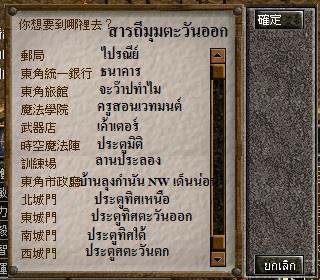 你想要到哪裡去？ สารถีมุมตะวันออก
確定
郵局 ไปรณีย์
東角統一銀行 ธนาคาร
東角旅館 จะว๊าปทำไม
魔法學院 ครูสอนเวทมนต์
武器店 เค้าเตอร์
時空魔法陣 ประตูมิติ
訓練場 ลานประลอง
東角市政廳 บ้านลุงกำนัน NW เด็นน่อน
北城門 ประตูทิศเหนือ
東城門 ประตูทิศตะวันออก
南城門 ประตูทิศใต้
西城門 ประตูศตะวันตก
ยกเลิก